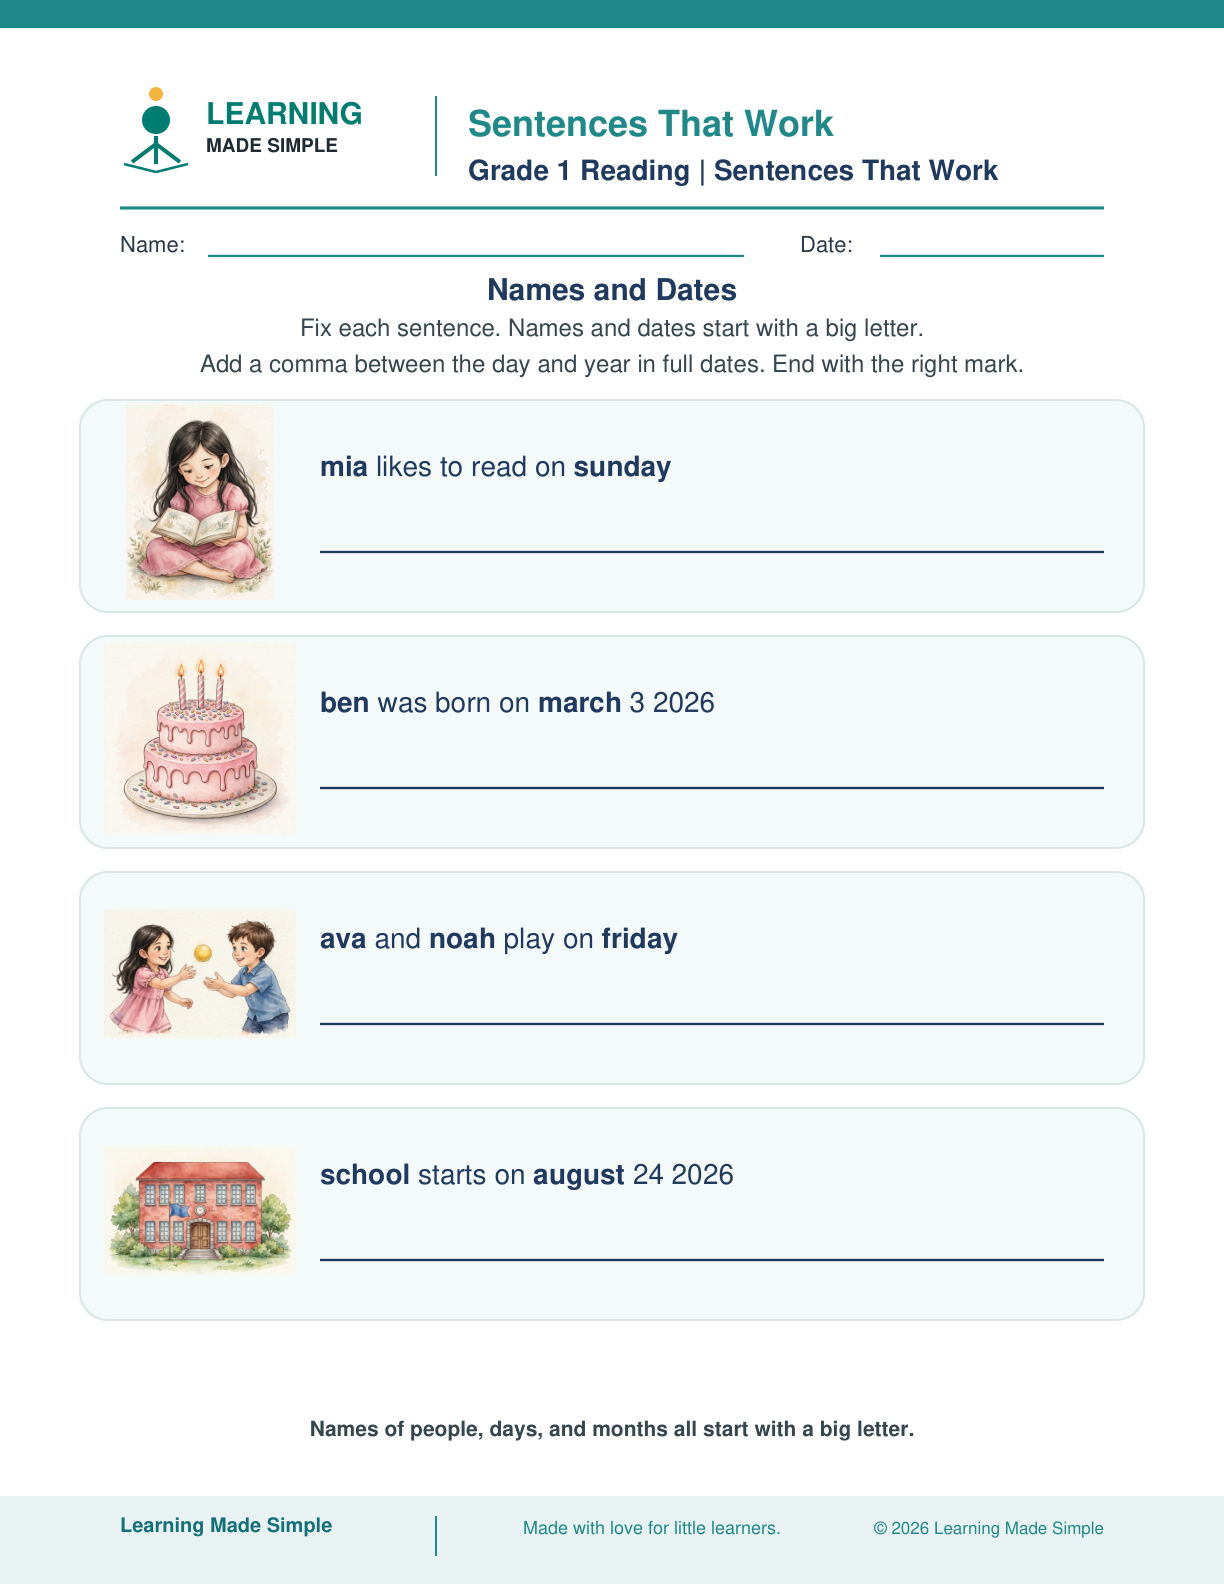 LEARNING
MADE SIMPLE
Sentences That Work
Grade 1 Reading | Sentences That Work
Name:
Date:
Names and Dates
Fix each sentence. Names and dates start with a big letter.
Add a comma between the day and year in full dates. End with the right mark.
mia likes to read on sunday
ben was born on march 3 2026
ava and noah play on friday
school starts on august 24 2026
Names of people, days, and months all start with a big letter.
Learning Made Simple
Made with love for little learners.
© 2026 Learning Made Simple